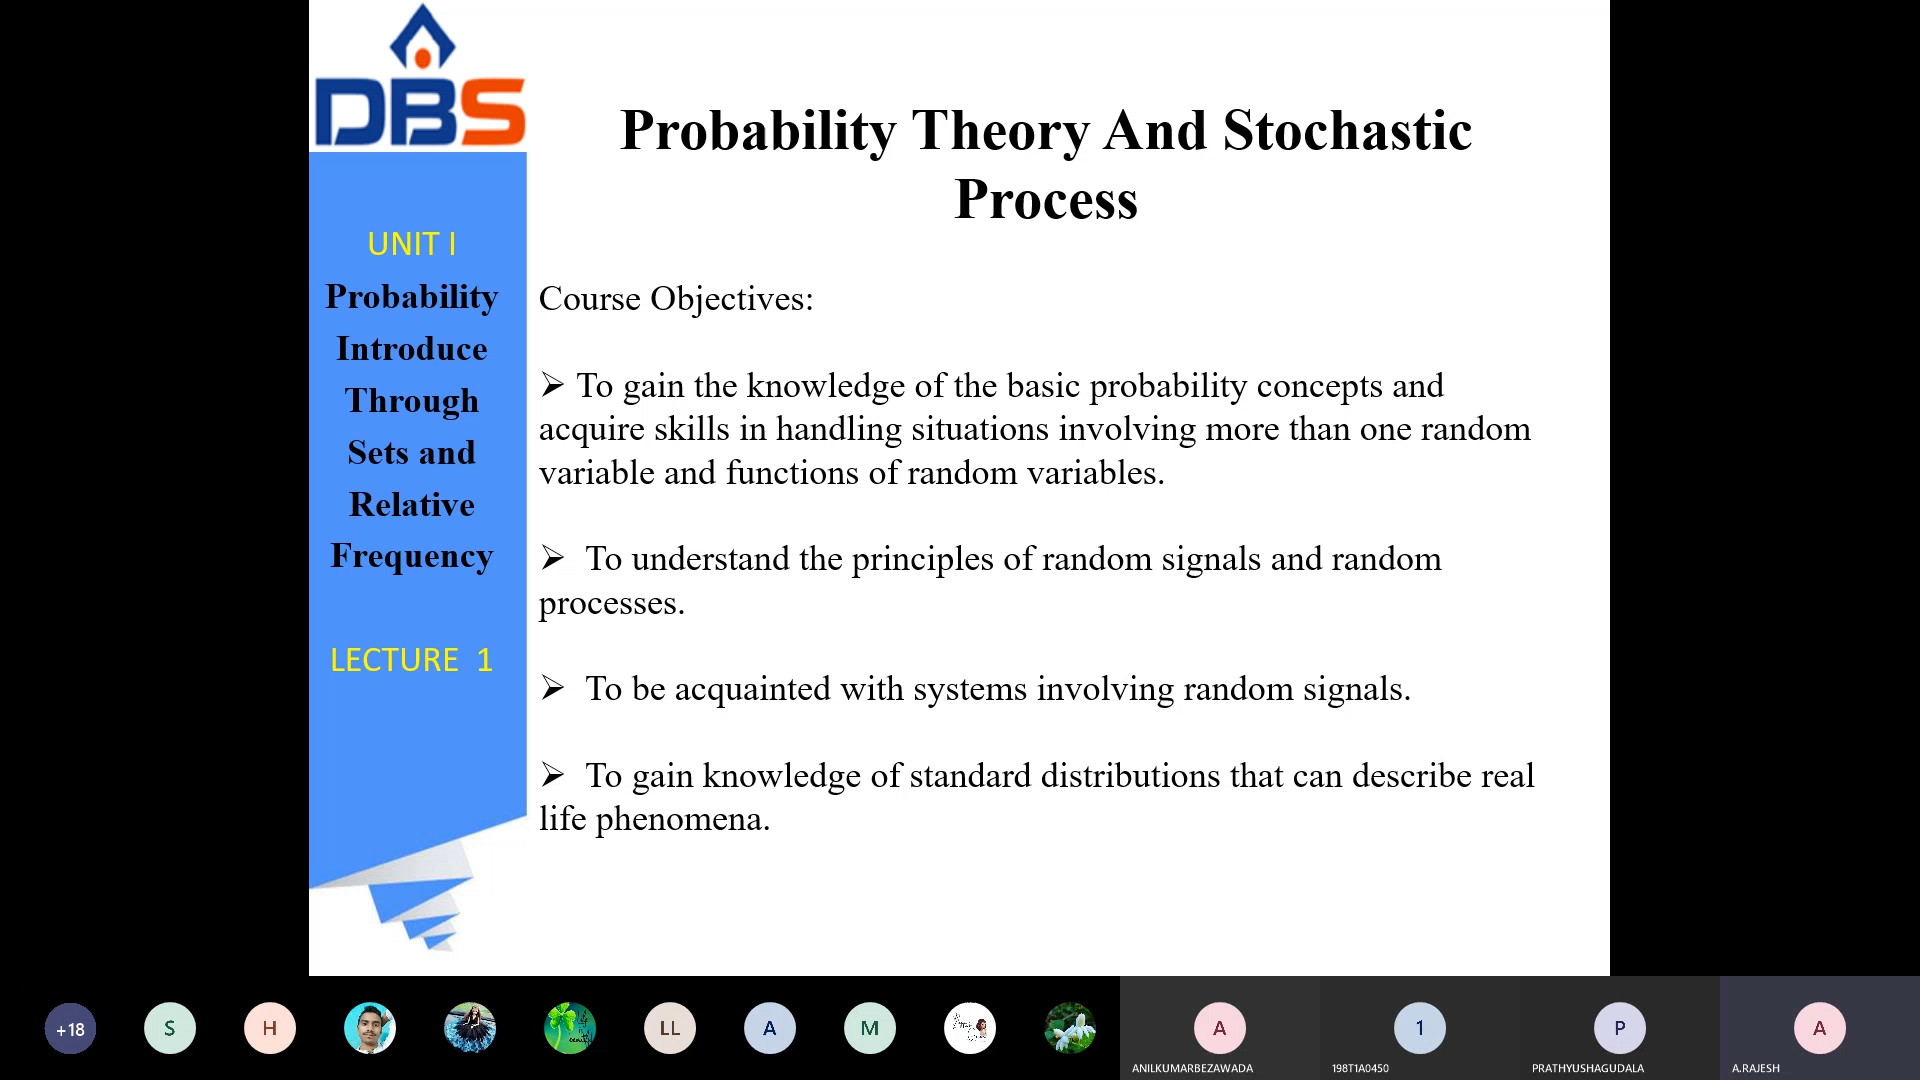 DBS
Probability Theory And Stochastic
Process
UNIT I
Probability
Introduce
Through
Sets and
Relative
Frequency
LECTURE 1
Course Objectives:
➢ To gain the knowledge of the basic probability concepts and
acquire skills in handling situations involving more than one random
variable and functions of random variables.
➢ To understand the principles of random signals and random
processes.
➢ To be acquainted with systems involving random signals.
➢ To gain knowledge of standard distributions that can describe real
life phenomena.
+18
S
H
LL
A
M
A
ANILKUMARBEZAWADA
1
198T1A0450
P
PRATHYUSHAGUDALA
A
A.RAJESH